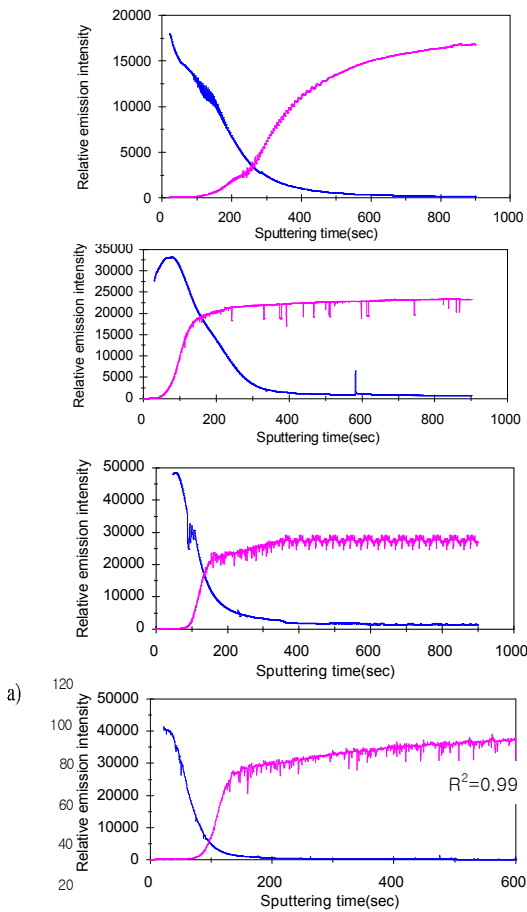 Relative emission intensity
20000
15000
10000
5000
0
0 200 400 600 800 1000
Sputtering time(sec)
Relative emission intensity
35000
30000
25000
20000
15000
10000
5000
0
0 200 400 600 800 1000
Sputtering time(sec)
Relative emission intensity
50000
40000
30000
20000
10000
0
0 200 400 600 800 1000
Sputtering time(sec)
a)
120
100
80
60
40
20
Relative emission intensity
50000
40000
30000
20000
10000
0
R²=0.99
0 200 400 600
Sputtering time(sec)